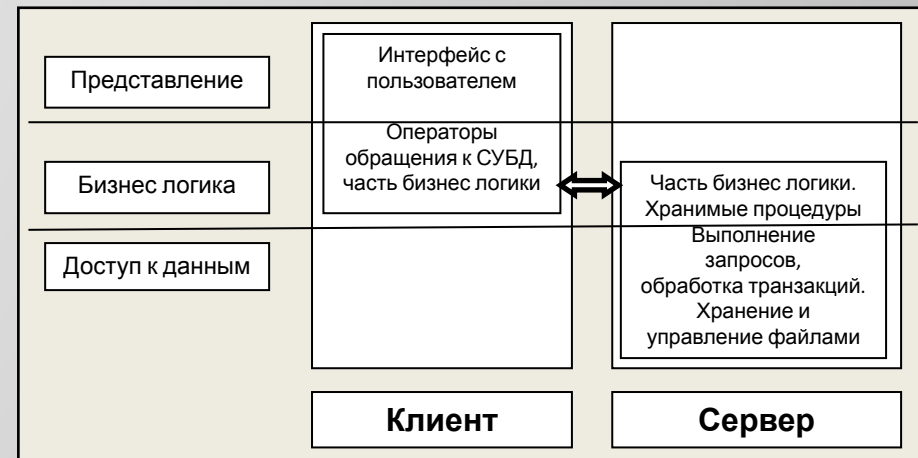 Представление
Бизнес логика
Доступ к данным
Интерфейс с
пользователем
Операторы
обращения к СУБД,
часть бизнес логики
Часть бизнес логики.
Хранимые процедуры
Выполнение
запросов,
обработка транзакций.
Хранение и
управление файлами
Клиент
Сервер